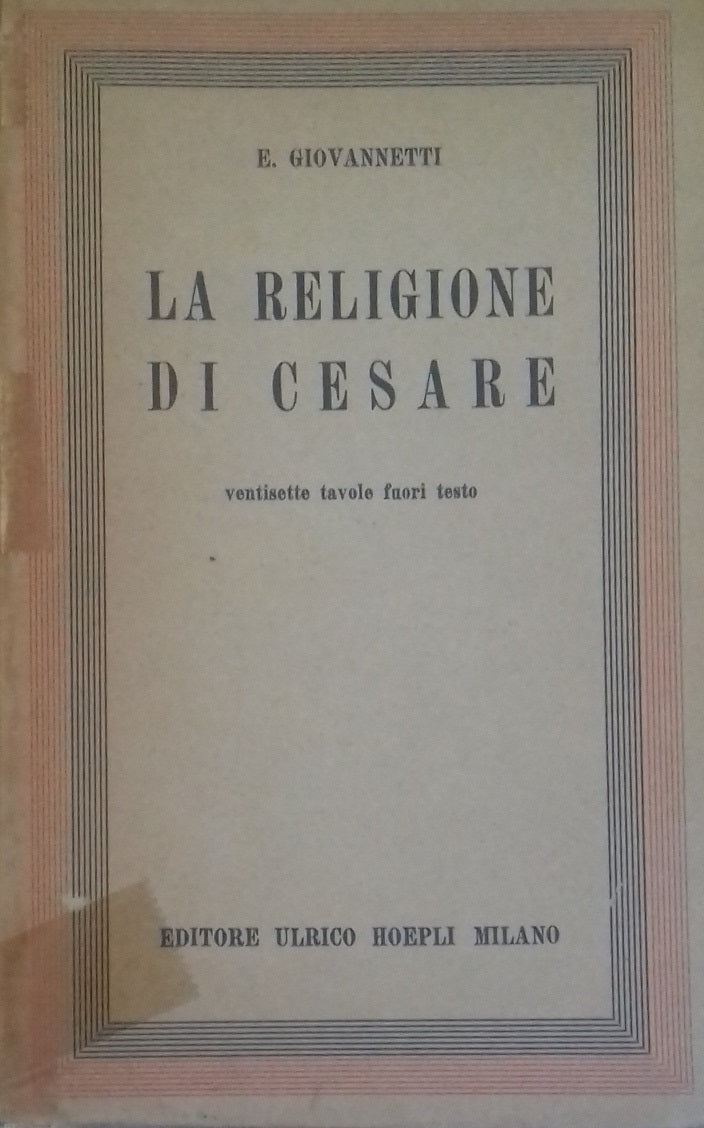 E. GIOVANNETTI
LA RELIGIONE
DI CESARE
ventisette tavole fuori testo
EDITORE ULRICO HOEPLI MILANO